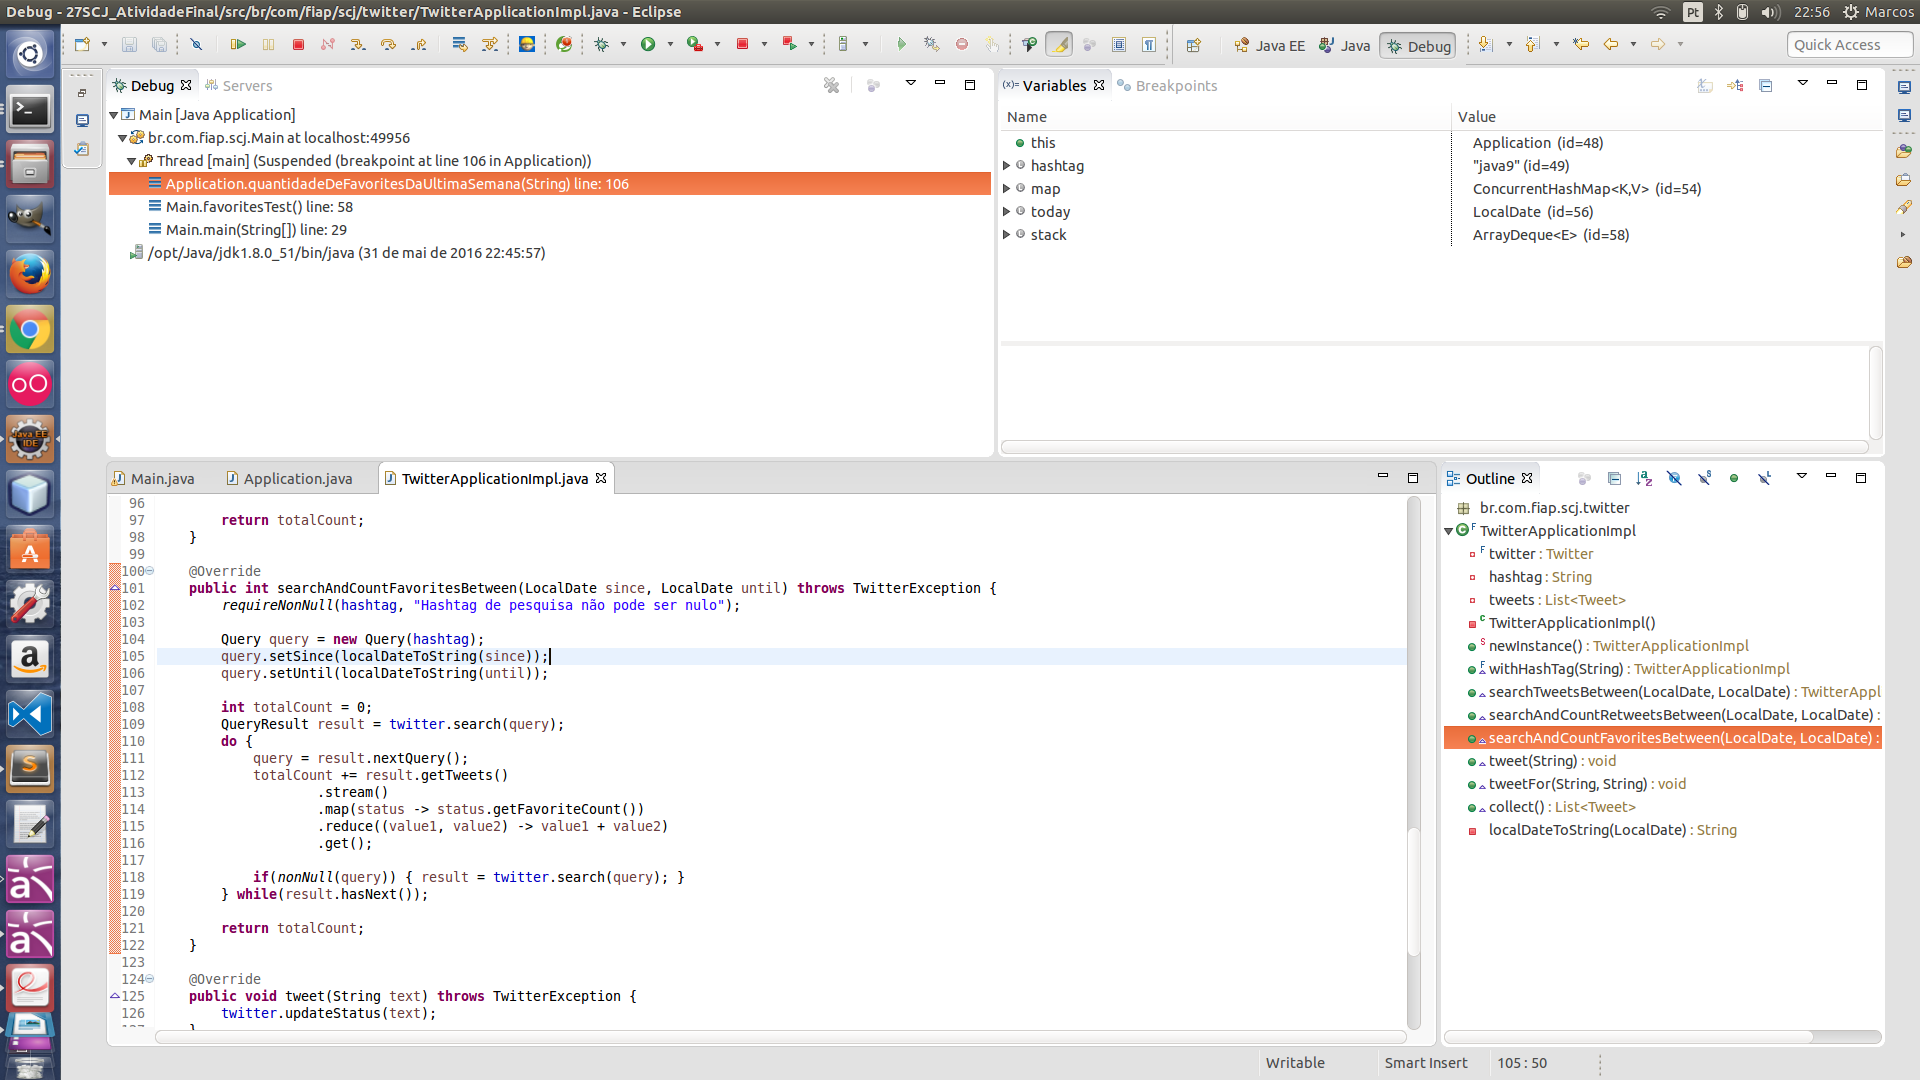 Debug - 27SCJ_AtividadeFinal/src/br/com/fiap/scj/twitter/TwitterApplicationImpl.java - Eclipse
Pt
22:56
Marcos
Java EE
Java
Debug
Quick Access
Debug
Servers
Main [Java Application]
br.com.fiap.scj.Main at localhost:49956
Thread [main] (Suspended (breakpoint at line 106 in Application))
Application.quantidadeDeFavoritesDaUltimaSemana(String) line: 106
Main.favoritesTest() line: 58
Main.main(String[]) line: 29
/opt/Java/jdk1.8.0_51/bin/java (31 de mai de 2016 22:45:57)
(x)= Variables
Breakpoints
Name Value
this Application (id=48)
hashtag "java9" (id=49)
map ConcurrentHashMap<K,V> (id=54)
today LocalDate (id=56)
stack ArrayDeque<E> (id=58)
Main.java
Application.java
TwitterApplicationImpl.java
96
97 return totalCount;
98 }
99
100 @Override
101 public int searchAndCountFavoritesBetween(LocalDate since, LocalDate until) throws TwitterException {
102 requireNonNull(hashtag, "Hashtag de pesquisa não pode ser nulo");
103
104 Query query = new Query(hashtag);
105 query.setSince(localDateToString(since));
106 query.setUntil(localDateToString(until));
107
108 int totalCount = 0;
109 QueryResult result = twitter.search(query);
110 do {
111 query = result.nextQuery();
112 totalCount += result.getTweets()
113 .stream()
114 .map(status -> status.getFavoriteCount())
115 .reduce((value1, value2) -> value1 + value2)
116 .get();
117
118 if(nonNull(query)) { result = twitter.search(query); }
119 } while(result.hasNext());
120
121 return totalCount;
122 }
123
124 @Override
125 public void tweet(String text) throws TwitterException {
126 twitter.updateStatus(text);
Outline
br.com.fiap.scj.twitter
TwitterApplicationImpl
twitter : Twitter
hashtag : String
tweets : List<Tweet>
TwitterApplicationImpl()
newInstance() : TwitterApplicationImpl
withHashTag(String) : TwitterApplicationImpl
searchTweetsBetween(LocalDate, LocalDate) : TwitterAppl
searchAndCountRetweetsBetween(LocalDate, LocalDate) :
searchAndCountFavoritesBetween(LocalDate, LocalDate) :
tweet(String) : void
tweetFor(String, String) : void
collect() : List<Tweet>
localDateToString(LocalDate) : String
Writable
Smart Insert
105 : 50